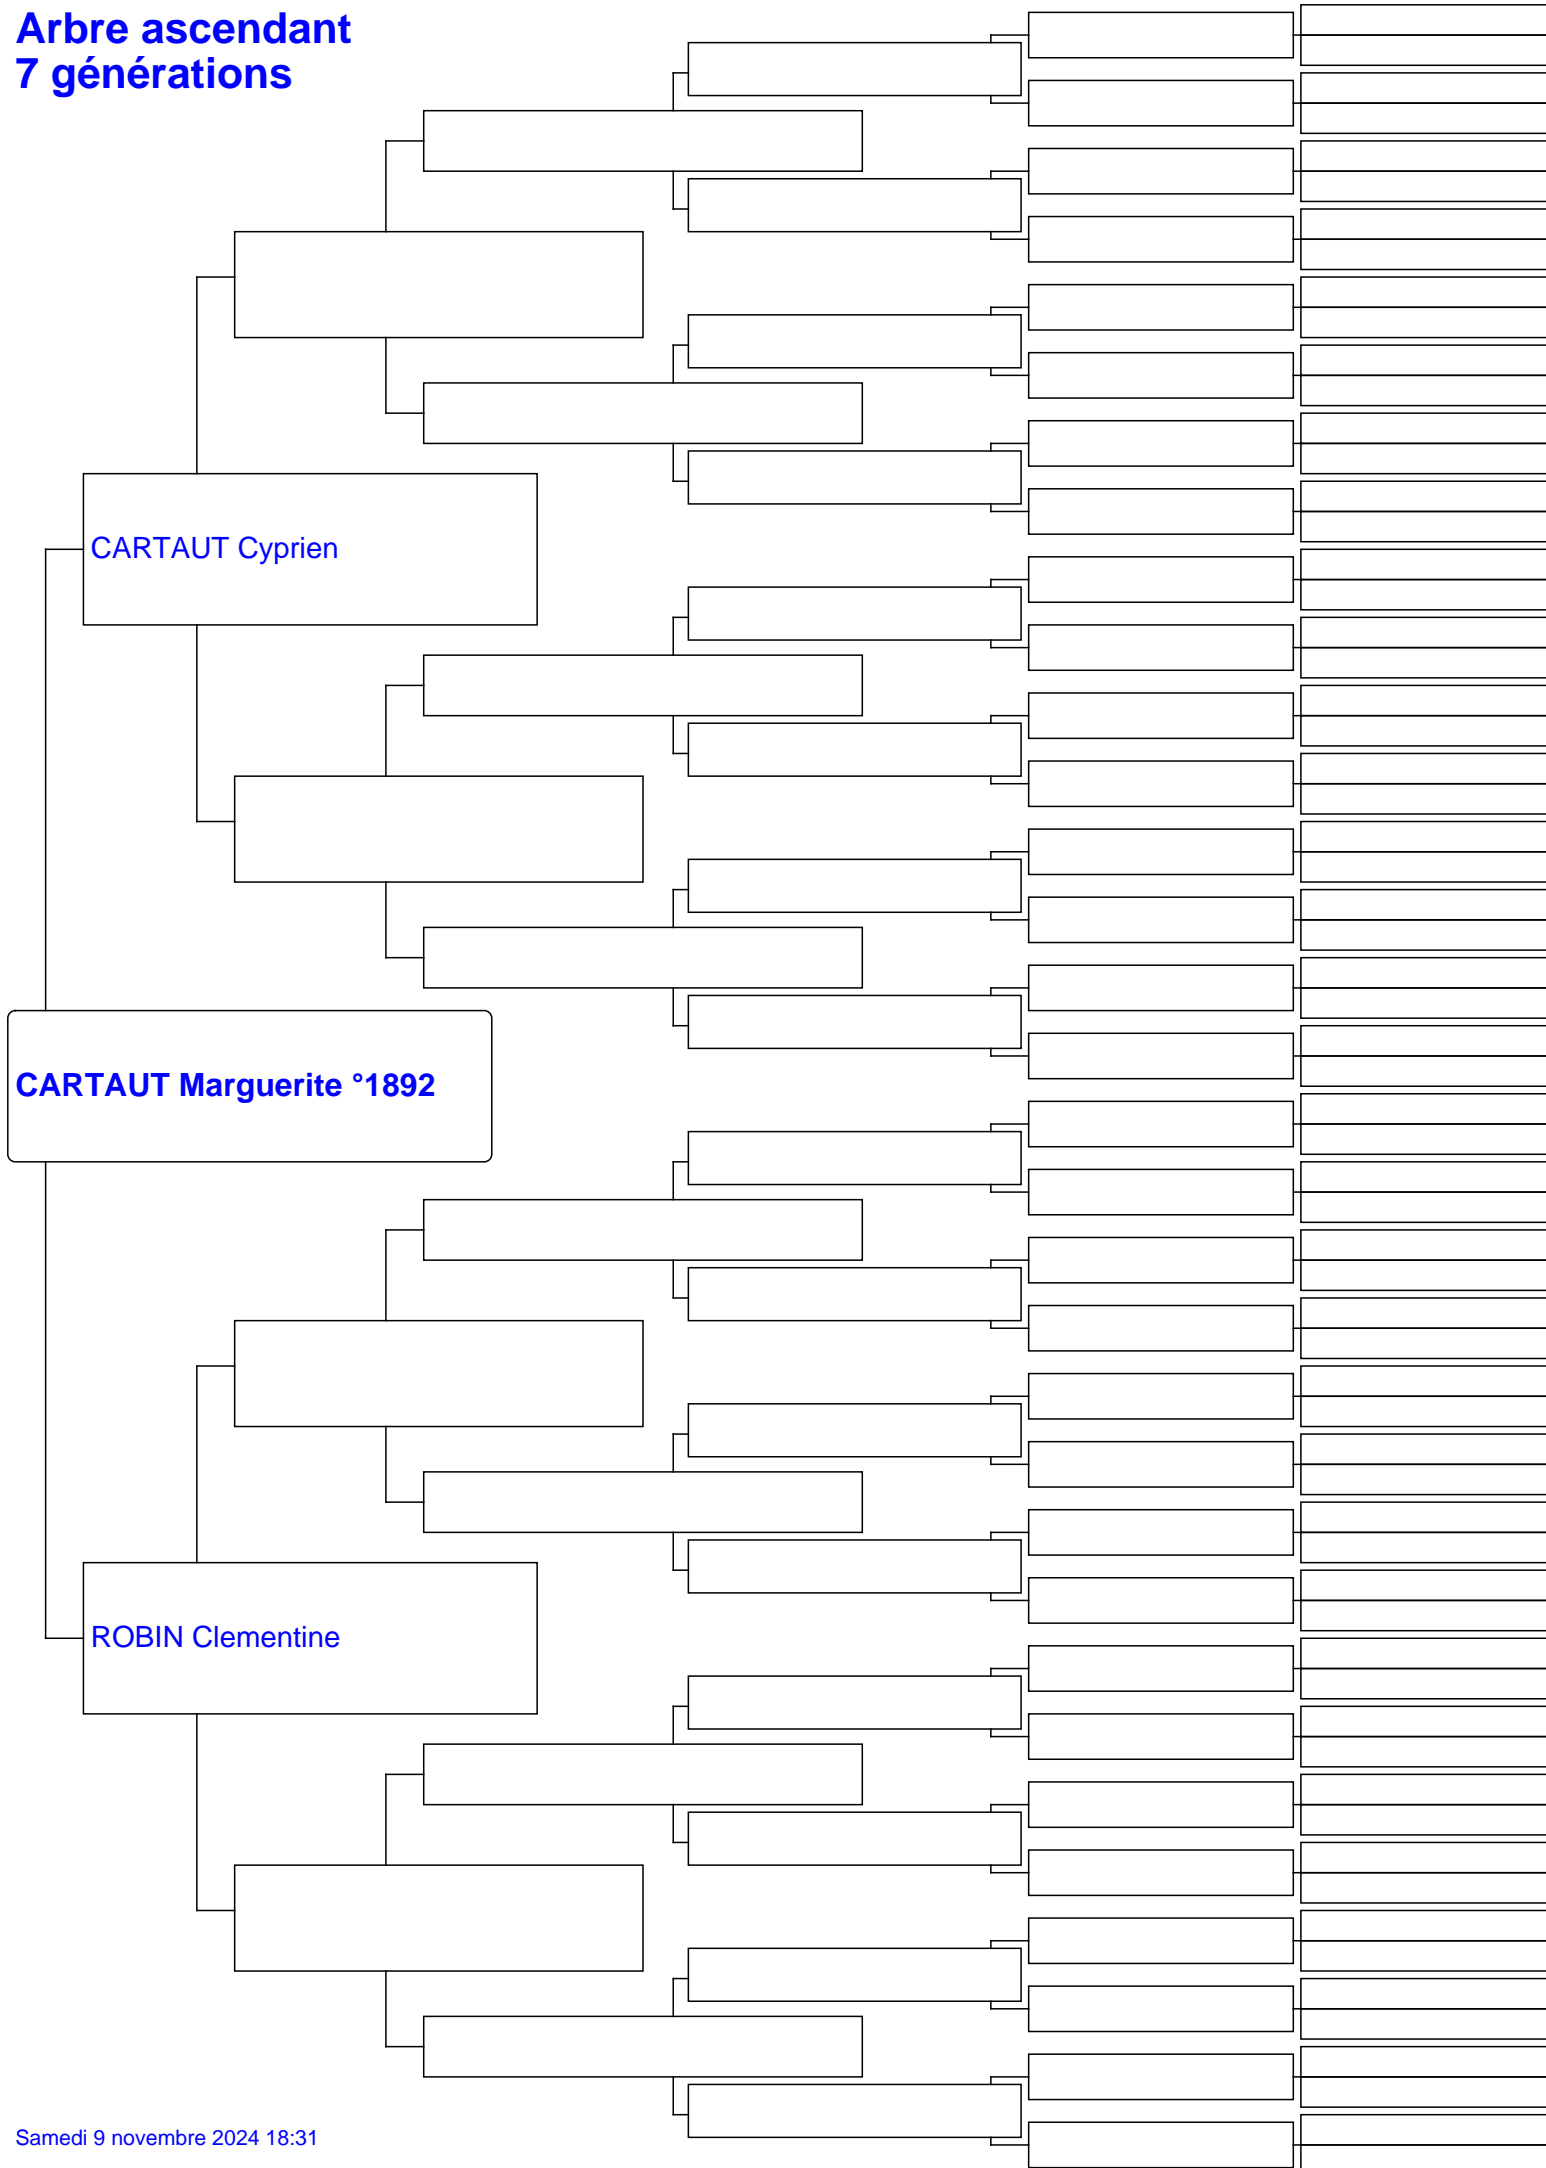 Arbre ascendant
7 générations
CARTAUT Cyprien
CARTAUT Marguerite °1892
ROBIN Clementine
Samedi 9 novembre 2024 18:31